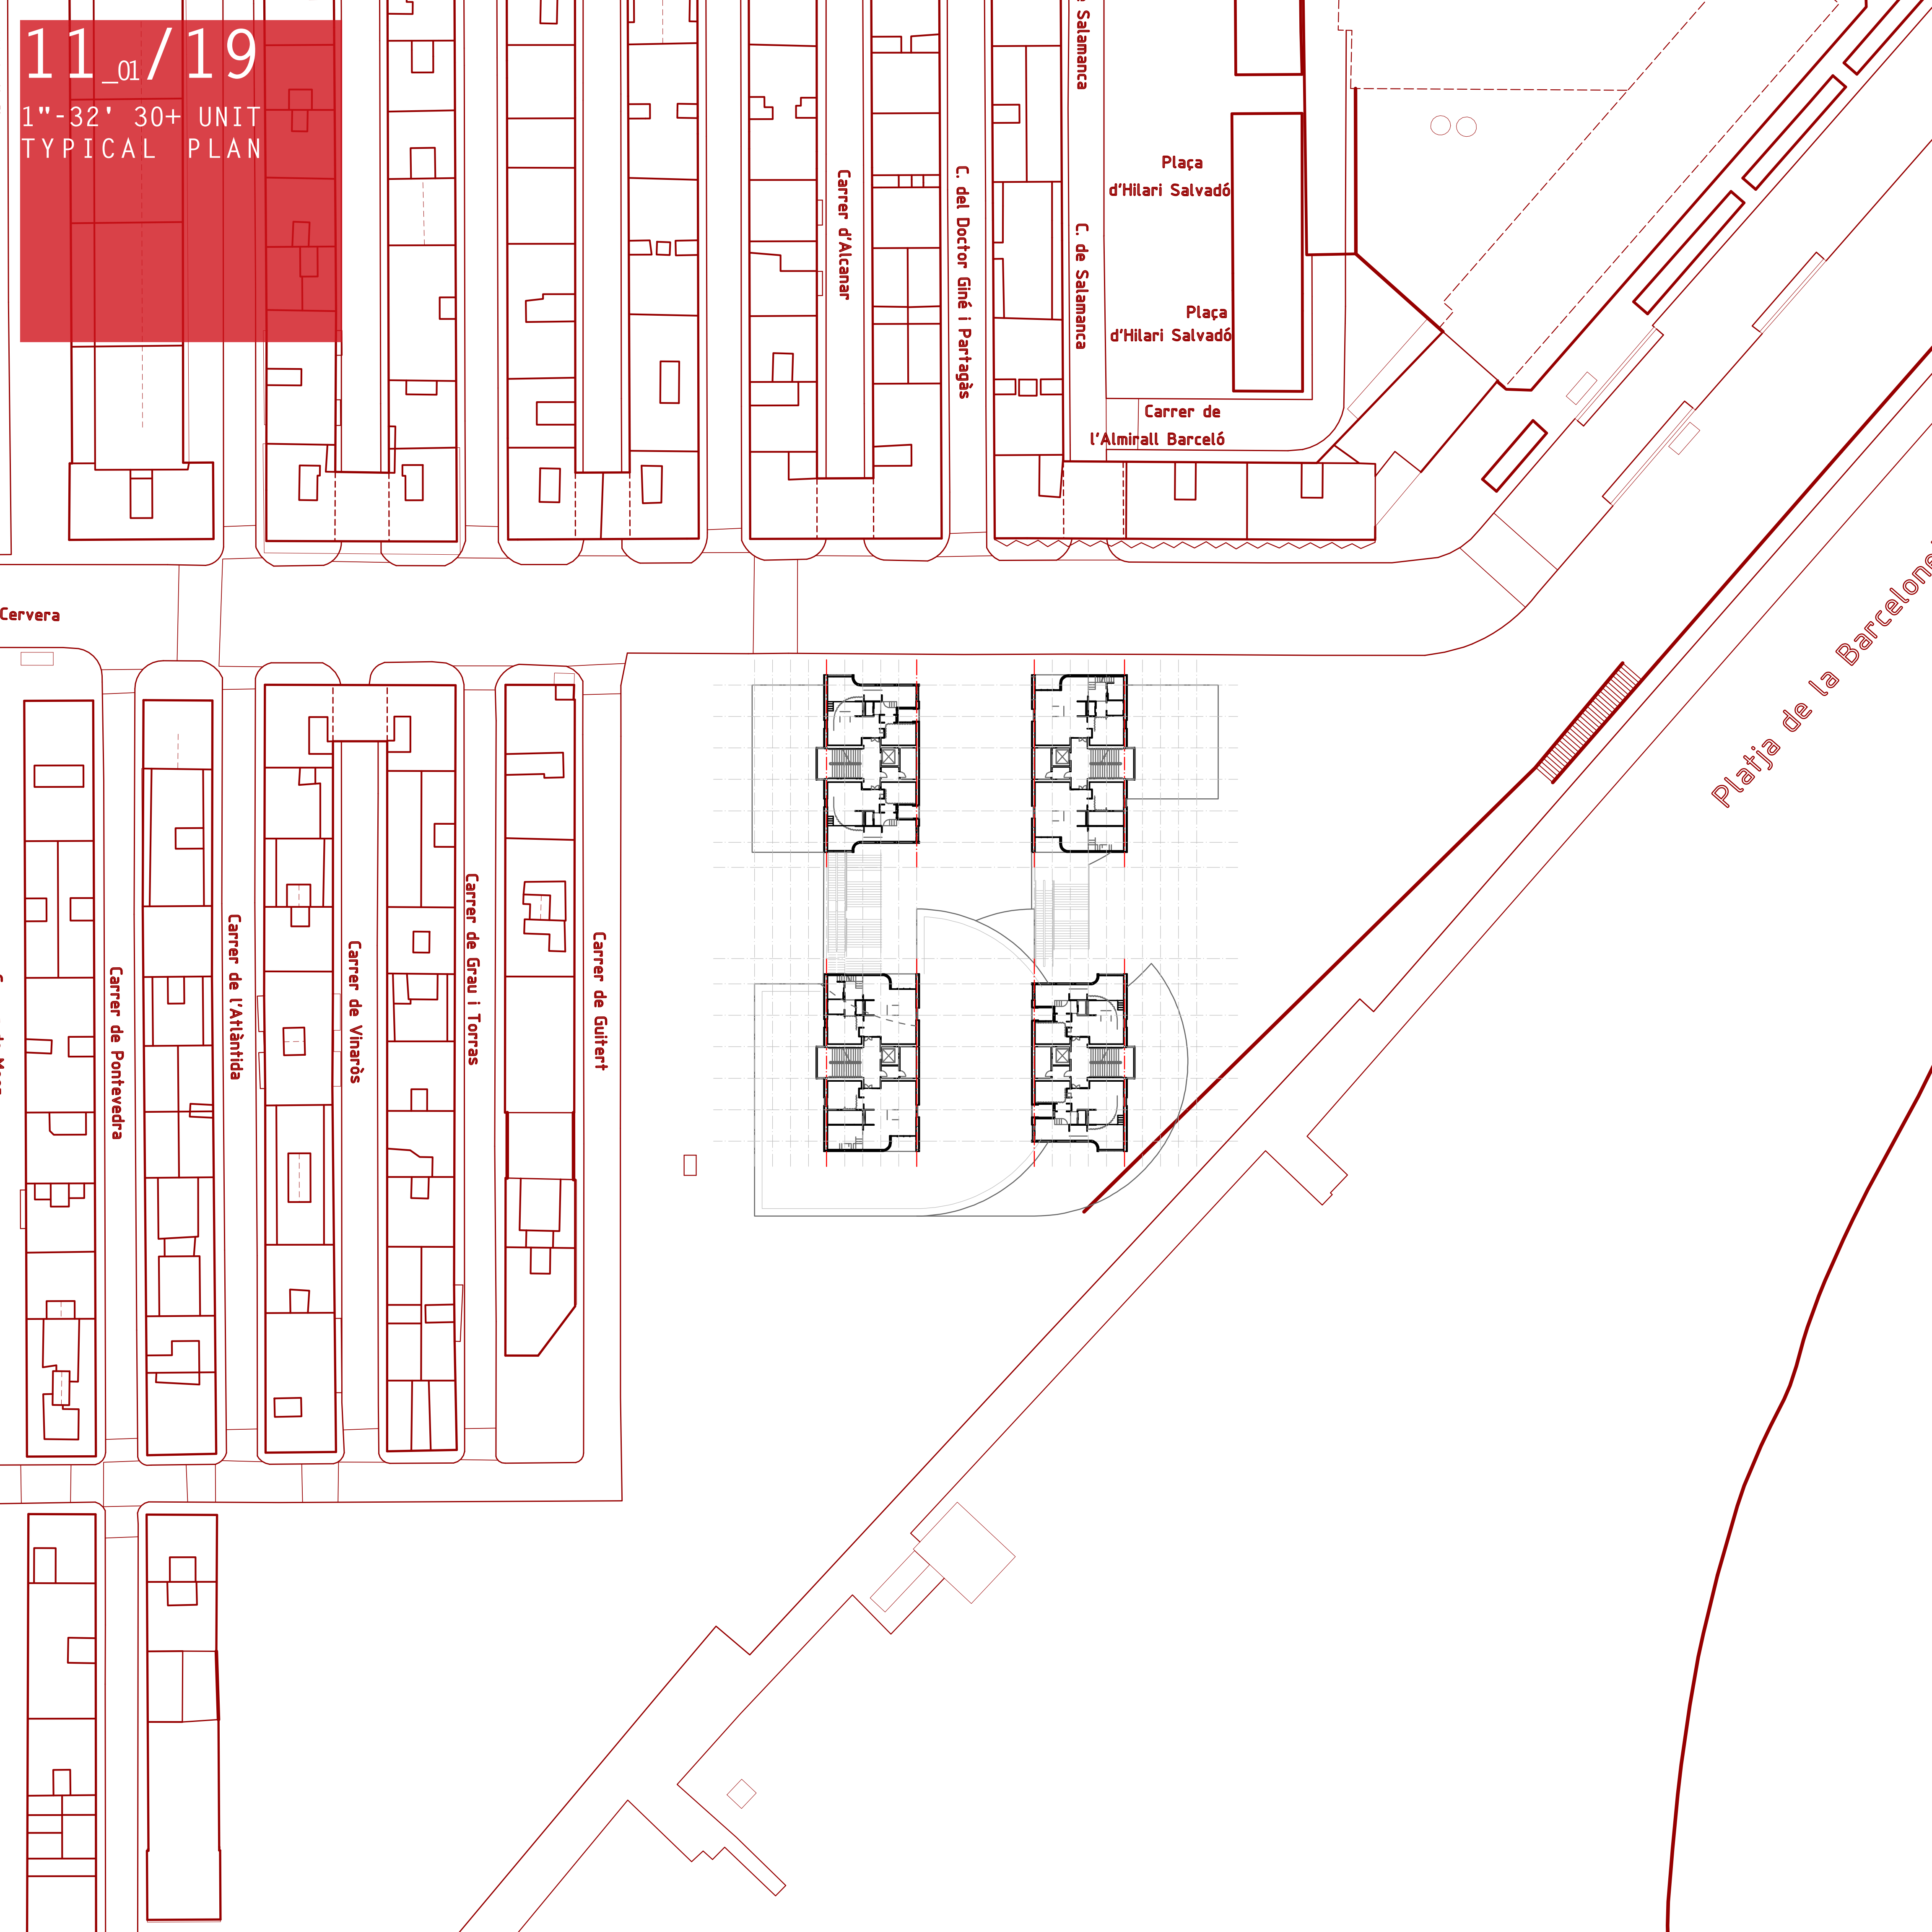 11_01/19
1"-32' 30+ UNIT
TYPICAL PLAN
Salamanca
Carrer d'Alcanar
C. del Doctor Giné i Partagàs
C. de Salamanca
Plaça
d'Hilari Salvadó
Plaça
d'Hilari Salvadó
Carrer de
l'Almirall Barceló
Cervera
Platja de la
Carrer de Pontevedra
Carrer de l'Atlàntida
Carrer de Vinaròs
Carrer de Grau i Torras
Carrer de Guitert